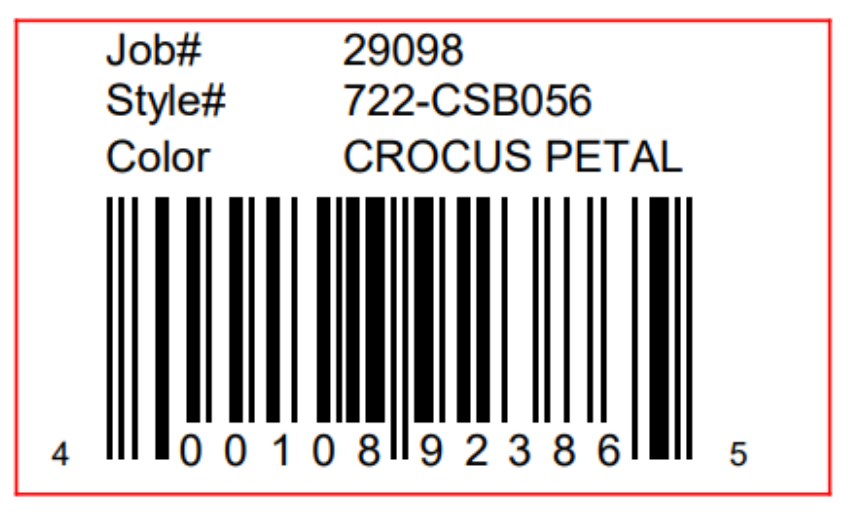 Job# 29098
Style# 722-CSB056
Color CROCUS PETAL
4 00108 92386 5